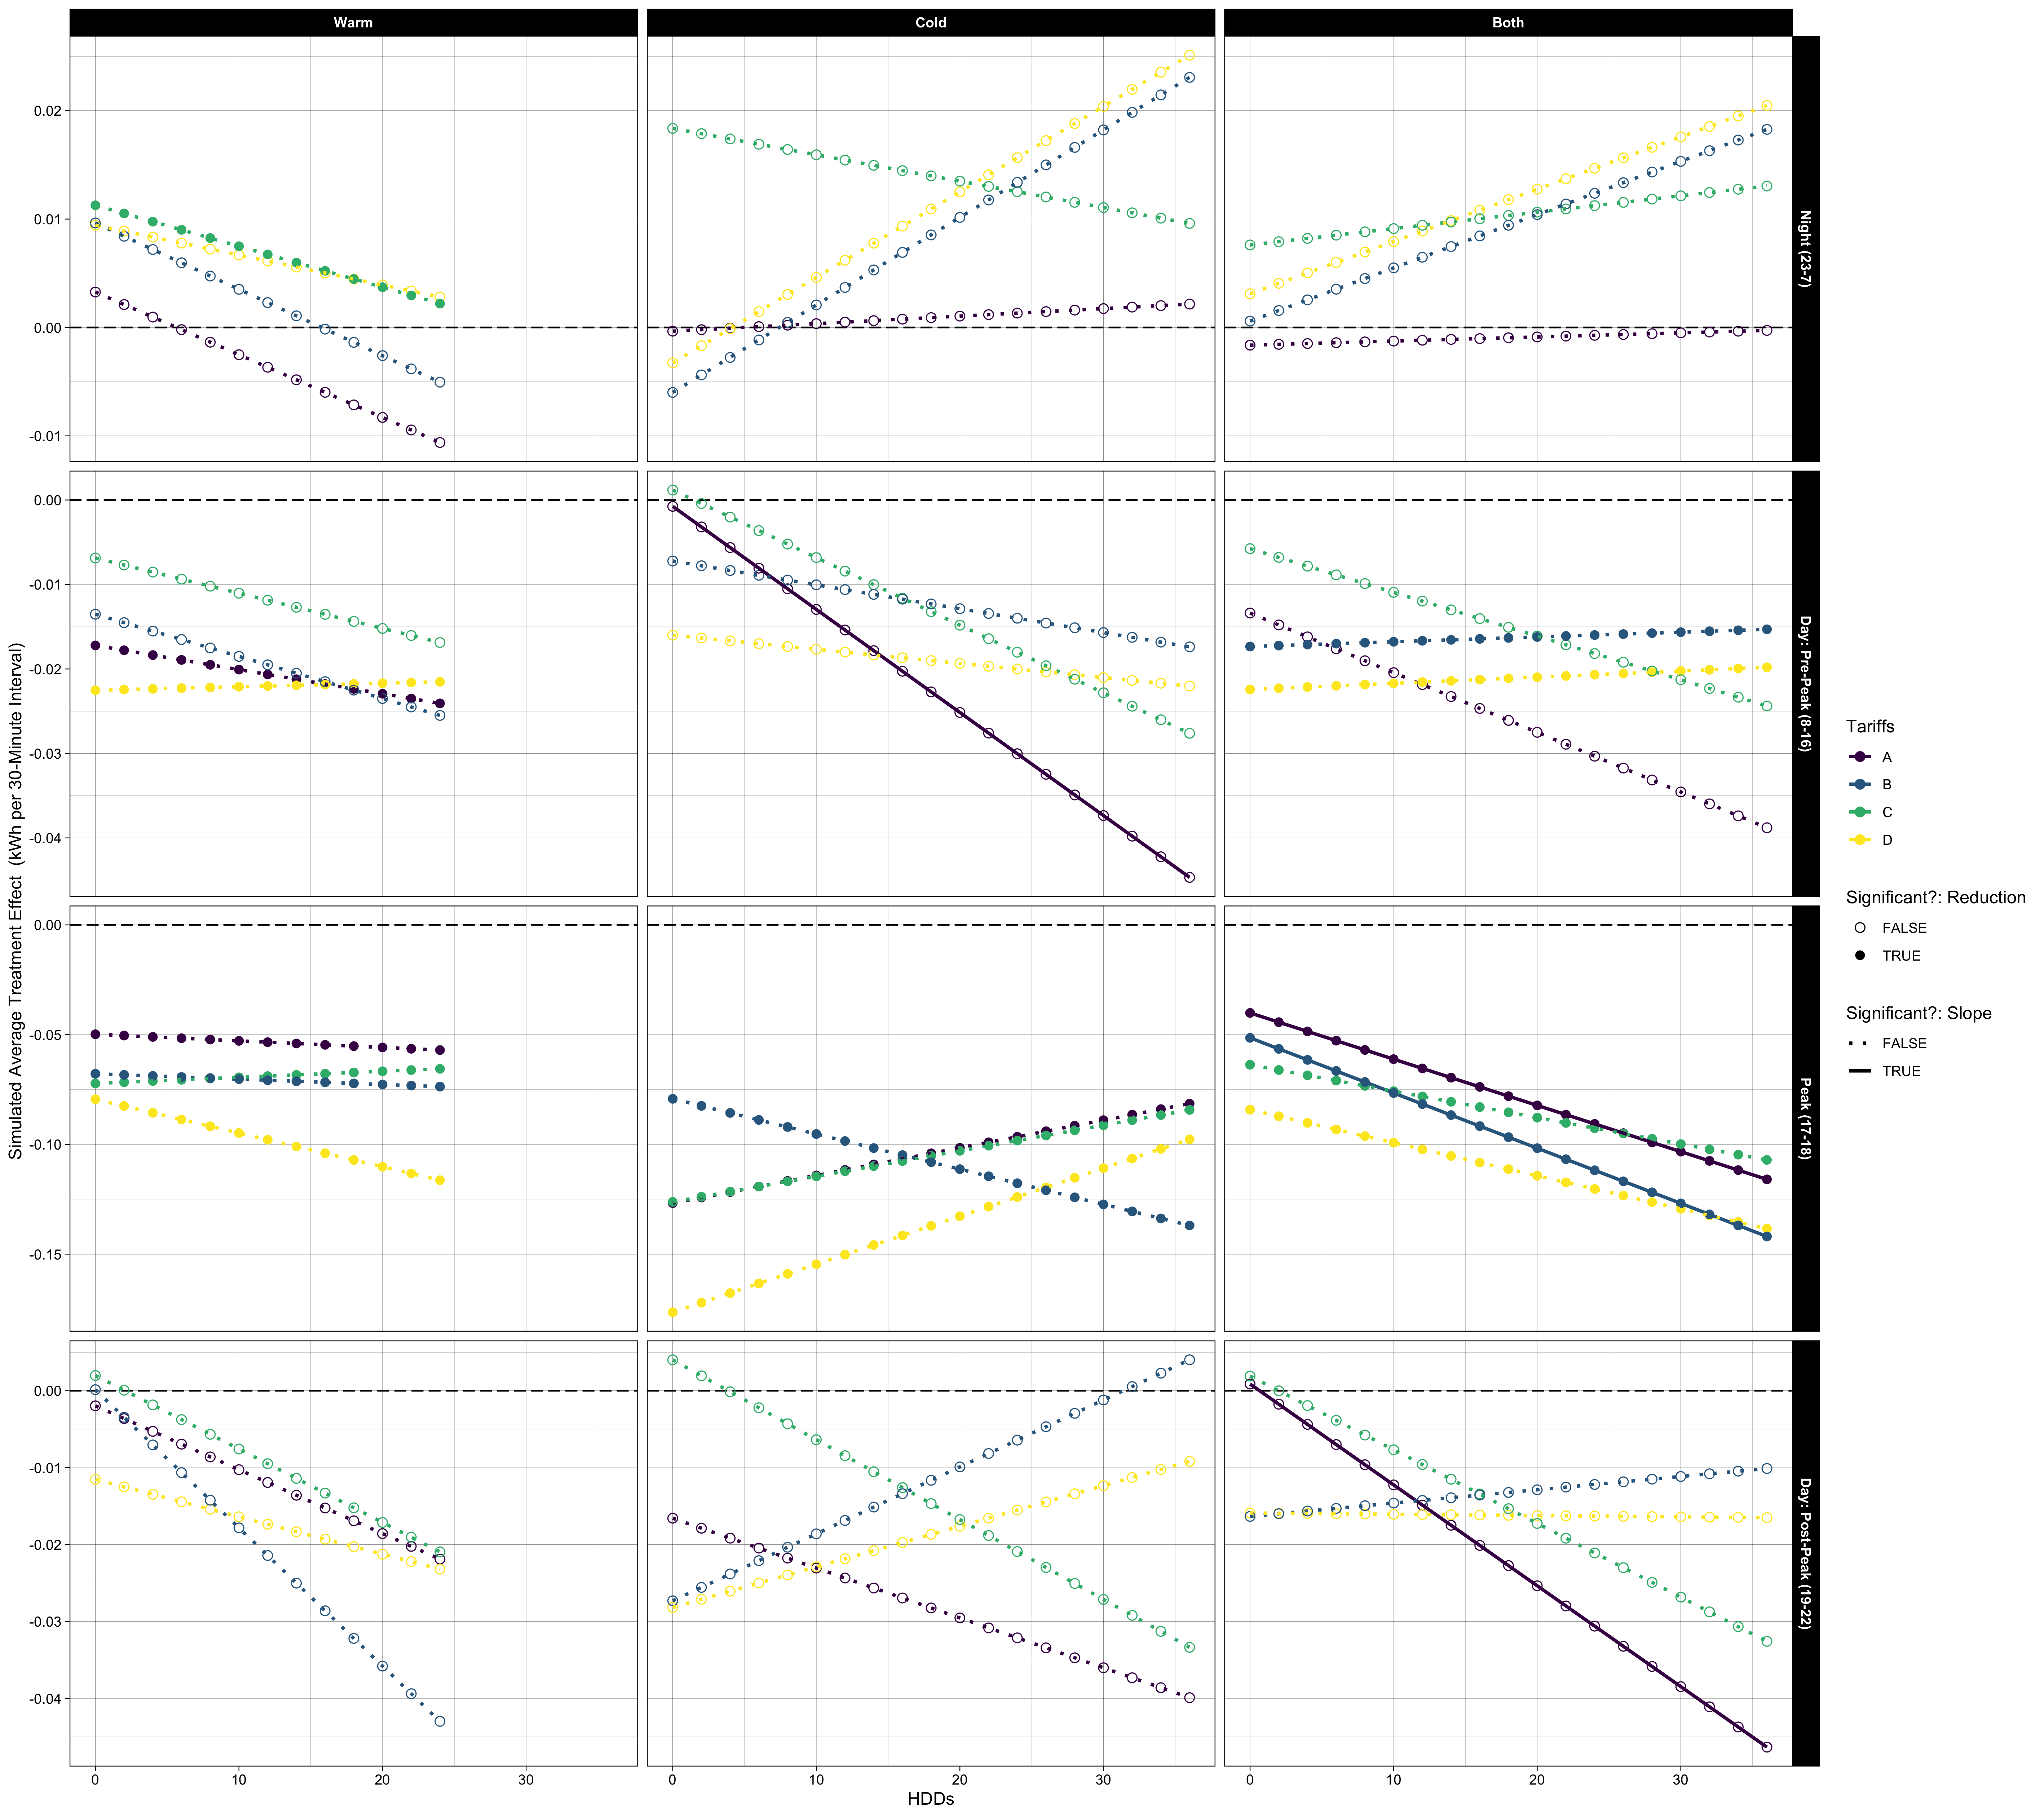 Warm
Cold
Both
0.02
0.01
0.00
-0.01
Night (23-7)
0.00
-0.01
-0.02
-0.03
-0.04
Day: Pre-Peak (8-16)
0.00
-0.05
-0.10
-0.15
Peak (17-18)
0.00
-0.01
-0.02
-0.03
-0.04
Day: Post-Peak (19-22)
0 10 20 30
0 10 20 30
0 10 20 30
HDDs
Simulated Average Treatment Effect (kWh per 30-Minute Interval)
Tariffs
A
B
C
D
Significant?: Reduction
FALSE
TRUE
Significant?: Slope
FALSE
TRUE